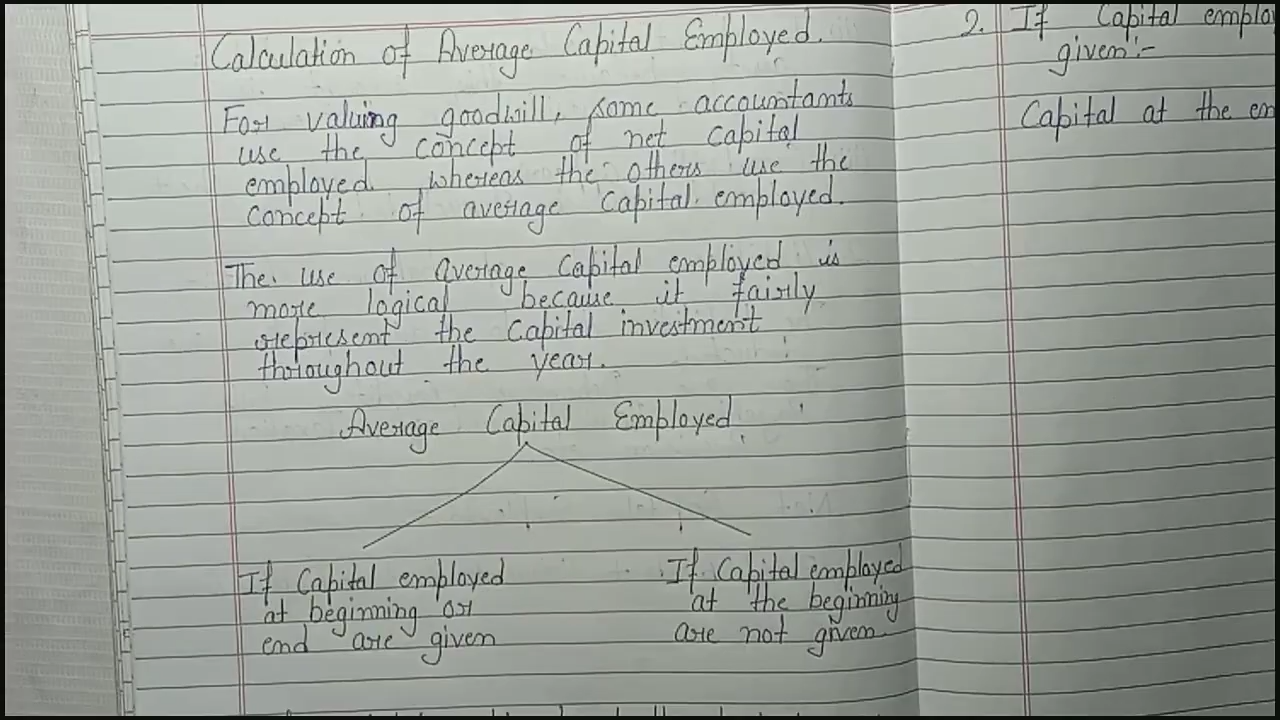 Calculation of Average Capital Employed.
For valuing goodwill, some accountants
use the concept of net capital
employed, whereas the others use the
concept of average capital employed.
The use of average capital employed is
more logical because it fairly
represent the capital investment
throughout the year.
Average Capital Employed
If Capital employed
at beginning or
end are given
If Capital employed
at the beginning
are not given
2. If Capital emplo
given:-
Capital at the en